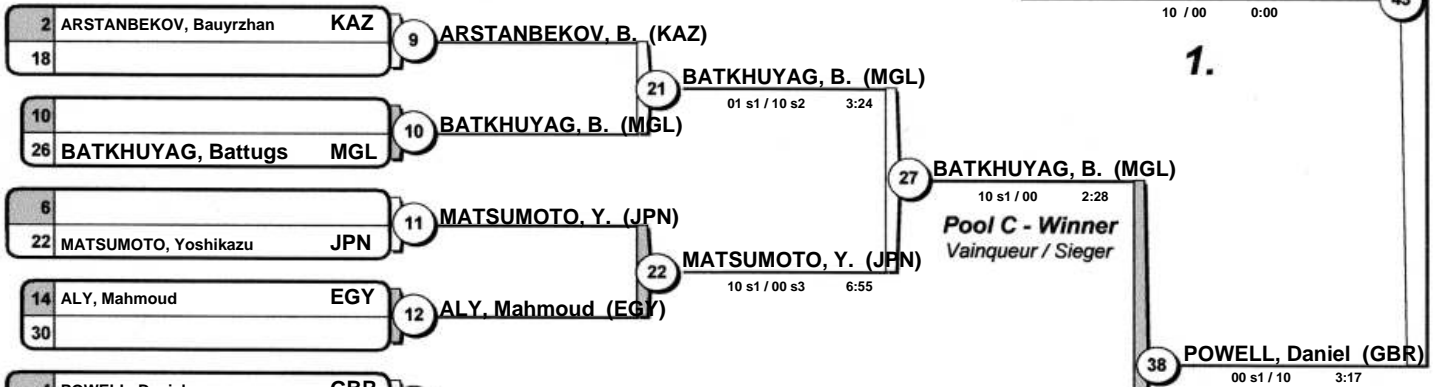 10 / 00 0:00
1.
2 ARSTANBEKOV, Bauyrzhan KAZ
18
9
ARSTANBEKOV, B. (KAZ)
21
BATKHUYAG, B. (MGL)
01 s1 / 10 s2 3:24
10
26 BATKHUYAG, Battugs MGL
10
BATKHUYAG, B. (MGL)
27
BATKHUYAG, B. (MGL)
10 s1 / 00 2:28
Pool C - Winner
Vainqueur / Sieger
6
22 MATSUMOTO, Yoshikazu JPN
11
MATSUMOTO, Y. (JPN)
22
MATSUMOTO, Y. (JPN)
10 s1 / 00 s3 6:55
14 ALY, Mahmoud EGY
30
12
ALY, Mahmoud (EGY)
38
POWELL, Daniel (GBR)
00 s1 / 10 3:17